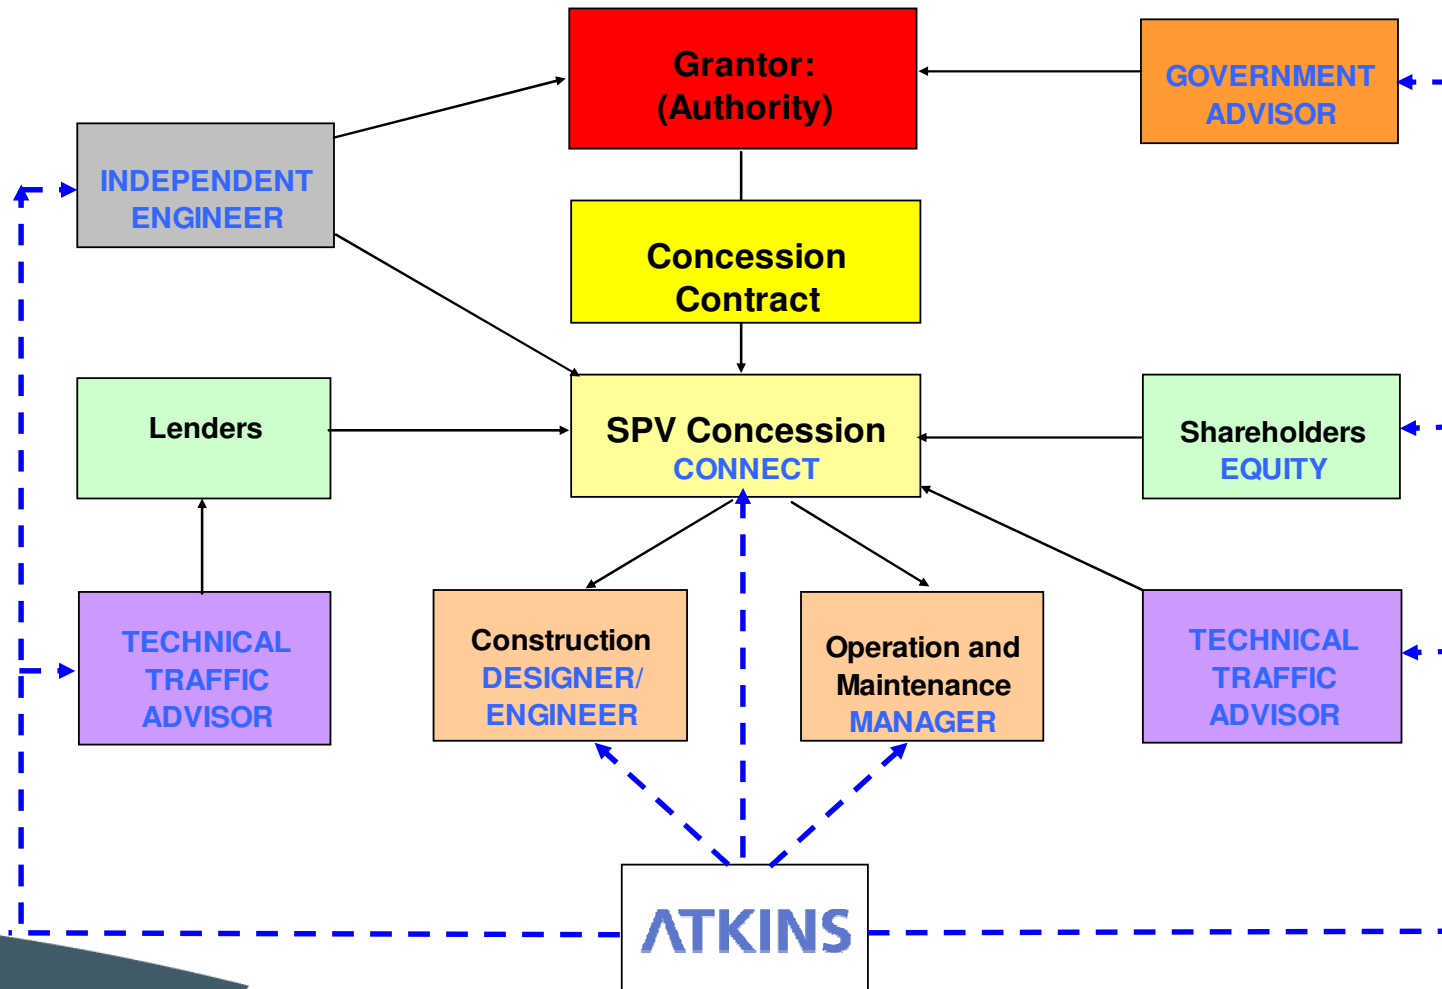 Grantor:
(Authority)
GOVERNMENT
ADVISOR
INDEPENDENT
ENGINEER
Concession
Contract
Lenders
SPV Concession
CONNECT
Shareholders
EQUITY
TECHNICAL
TRAFFIC
ADVISOR
Construction
DESIGNER/
ENGINEER
Operation and
Maintenance
MANAGER
TECHNICAL
TRAFFIC
ADVISOR
ATKINS